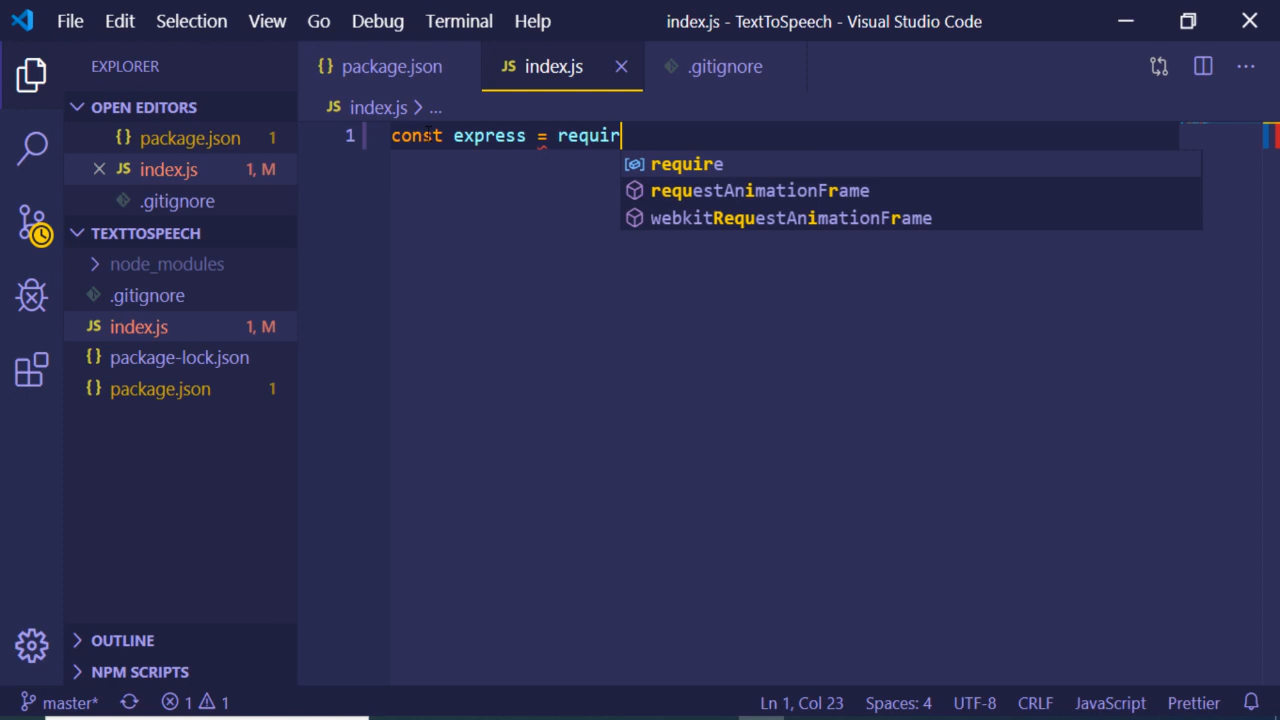 File Edit Selection View Go Debug Terminal Help index.js - TextToSpeech - Visual Studio Code
EXPLORER
OPEN EDITORS
{} package.json 1
JS index.js 1, M
.gitignore
TEXTTOSPEECH
node_modules
.gitignore
JS index.js 1, M
{} package-lock.json
{} package.json 1
OUTLINE
NPM SCRIPTS
{} package.json JS index.js .gitignore
JS index.js > ...
1 const express = requir
require
requestAnimationFrame
webkitRequestAnimationFrame
master* 1 1 Ln 1, Col 23 Spaces: 4 UTF-8 CRLF JavaScript Prettier